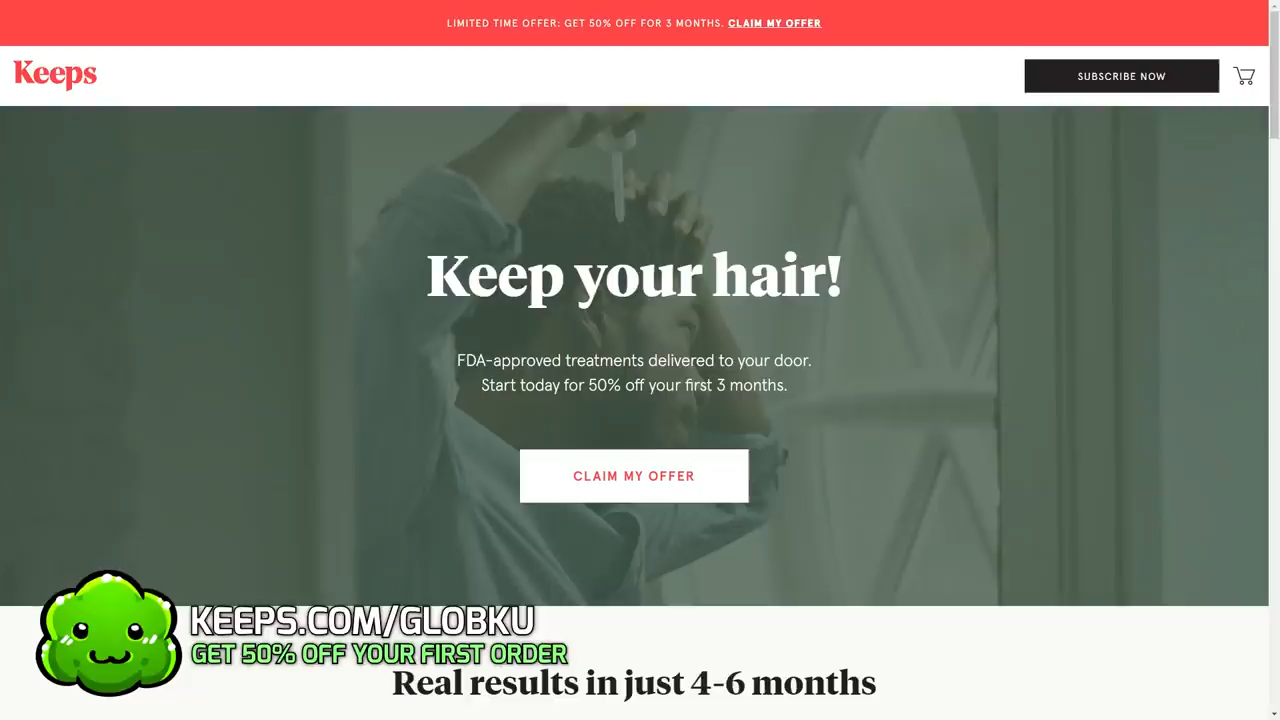 LIMITED TIME OFFER: GET 50% OFF FOR 3 MONTHS. CLAIM MY OFFER
Keeps
SUBSCRIBE NOW
Keep your hair!
FDA-approved treatments delivered to your door.
Start today for 50% off your first 3 months.
CLAIM MY OFFER
KEEPS.COM/GLOBKU
GET 50% OFF YOUR FIRST ORDER
Real results in just 4-6 months